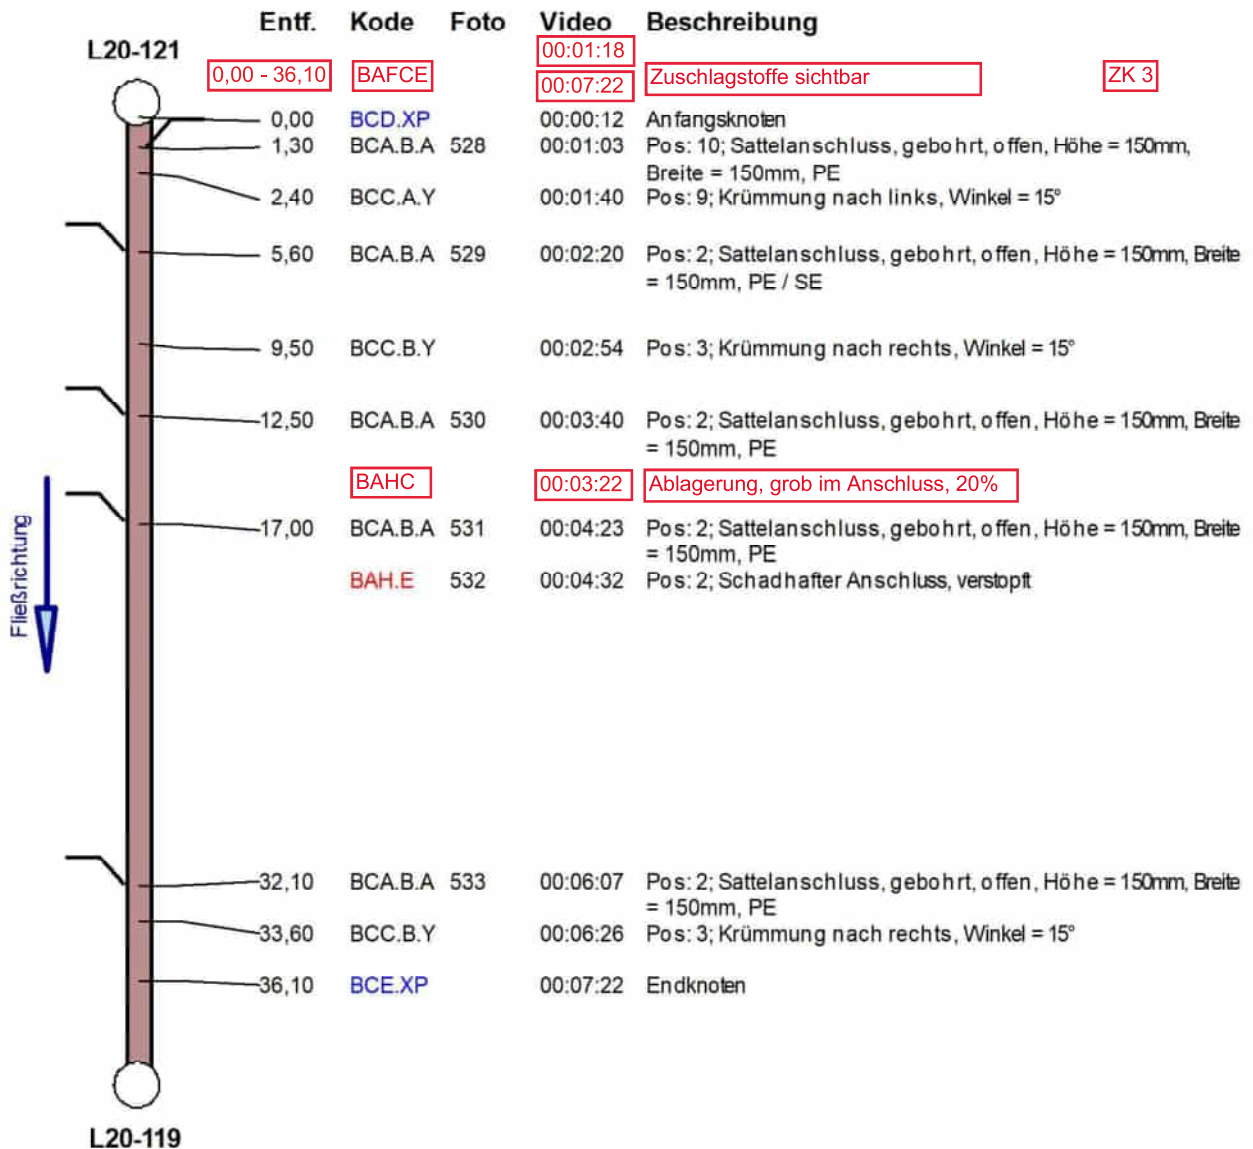 Entf. Kode Foto Video Beschreibung
L20-121
00:01:18
0,00 - 36,10 BAFCE 00:07:22 Zuschlagstoffe sichtbar ZK 3
0,00 BCD.XP 00:00:12 Anfangsknoten
1,30 BCA.B.A 528 00:01:03 Pos: 10; Sattelanschluss, gebohrt, offen, Höhe = 150mm,
Breite = 150mm, PE
2,40 BCC.A.Y 00:01:40 Pos: 9; Krümmung nach links, Winkel = 15°
5,60 BCA.B.A 529 00:02:20 Pos: 2; Sattelanschluss, gebohrt, offen, Höhe = 150mm, Breite
= 150mm, PE / SE
9,50 BCC.B.Y 00:02:54 Pos: 3; Krümmung nach rechts, Winkel = 15°
12,50 BCA.B.A 530 00:03:40 Pos: 2; Sattelanschluss, gebohrt, offen, Höhe = 150mm, Breite
= 150mm, PE
BAHC 00:03:22 Ablagerung, grob im Anschluss, 20%
17,00 BCA.B.A 531 00:04:23 Pos: 2; Sattelanschluss, gebohrt, offen, Höhe = 150mm, Breite
= 150mm, PE
BAH.E 532 00:04:32 Pos: 2; Schadhafter Anschluss, verstopft
Fließrichtung
32,10 BCA.B.A 533 00:06:07 Pos: 2; Sattelanschluss, gebohrt, offen, Höhe = 150mm, Breite
= 150mm, PE
33,60 BCC.B.Y 00:06:26 Pos: 3; Krümmung nach rechts, Winkel = 15°
36,10 BCE.XP 00:07:22 Endknoten
L20-119